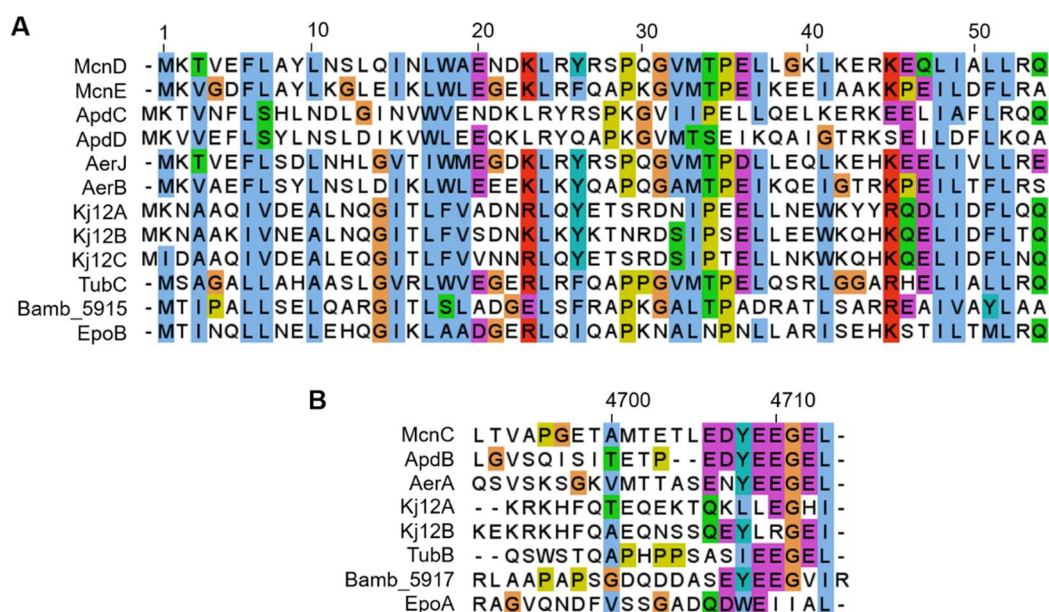 A
1 10 20 30 40 50
McnD -MKTVEFLAYLNSLQINLWAENDKLRYRSPQGVMTPELLGKLKERKEQLIALLRQ
McnE -MKVGDFLAYLKGLEIKLWLEGEKLRFQAPKGVMTPEIKEEIAAKKPEILDFLRA
ApdC MKTVNFLSHLNDLGINVWVENDKLRYRSPKGVIIPELLQELKERKEELIAFLRQQ
ApdD MKVVEFLSYLNSLDIKVWLEEQKLRYQAPKGVMTSEIKQAIGTRKSEILDFLKQA
AerJ -MKTVEFLSDLNHLGVTIWMEGDKLRYRSPQGVMTPDLLEQLKEHKEELIVLLRE
AerB -MKVAEFLSYLNSLDIKLWLEEEKLKYQAPQGAMTPEIKQEIGTRKPEILTFLRS
Kj12A MKNAAQIVDEALNQGITLFVADNRLQYETSRDNIPEELLNEWKYYRQDLIDFLQQ
Kj12B MKNAAKIVNEALNQGITLFVSDNKLKYKTNRDSIPSELLEEWKQHKQELIDFLTQ
Kj12C MIDAAQIVDEALEQGITLFVVNNRLQYETSRDSIPTELLNKWKQHKQELIDFLNQ
TubC -MSAGALLAHAASLGVRLWVEGERLRFQAPPGVMTPELQSRLGGARHELIALLRQ
Bamb_5915 -MTIPALLSELQARGITLSLADGELSFRAPKGALTPADRATLSARREAIVAYLAA
EpoB -MTINQLLNELEHQGIKLAADGERLQIQAPKNALNPNLLARISEHKSTILTMLRQ
B
4700 4710
McnC LTVAPGETAMTETLEDYEEGEL-
ApdB LGVSQISITETP--EDYEEGEL-
AerA QSVSKSGKVMTTASENYEEGEL-
Kj12A --KRKHFQTEQEKTQKLLEGHI-
Kj12B KEKRKHFQAEQNSSQEYLRGEI-
TubB --QSWSTQAPHPPSASIEEGEL-
Bamb_5917 RLAAPAPSGDQDDASEYEEGVIR
EpoA RAGVQNDFVSSGADQDWEIIAL-